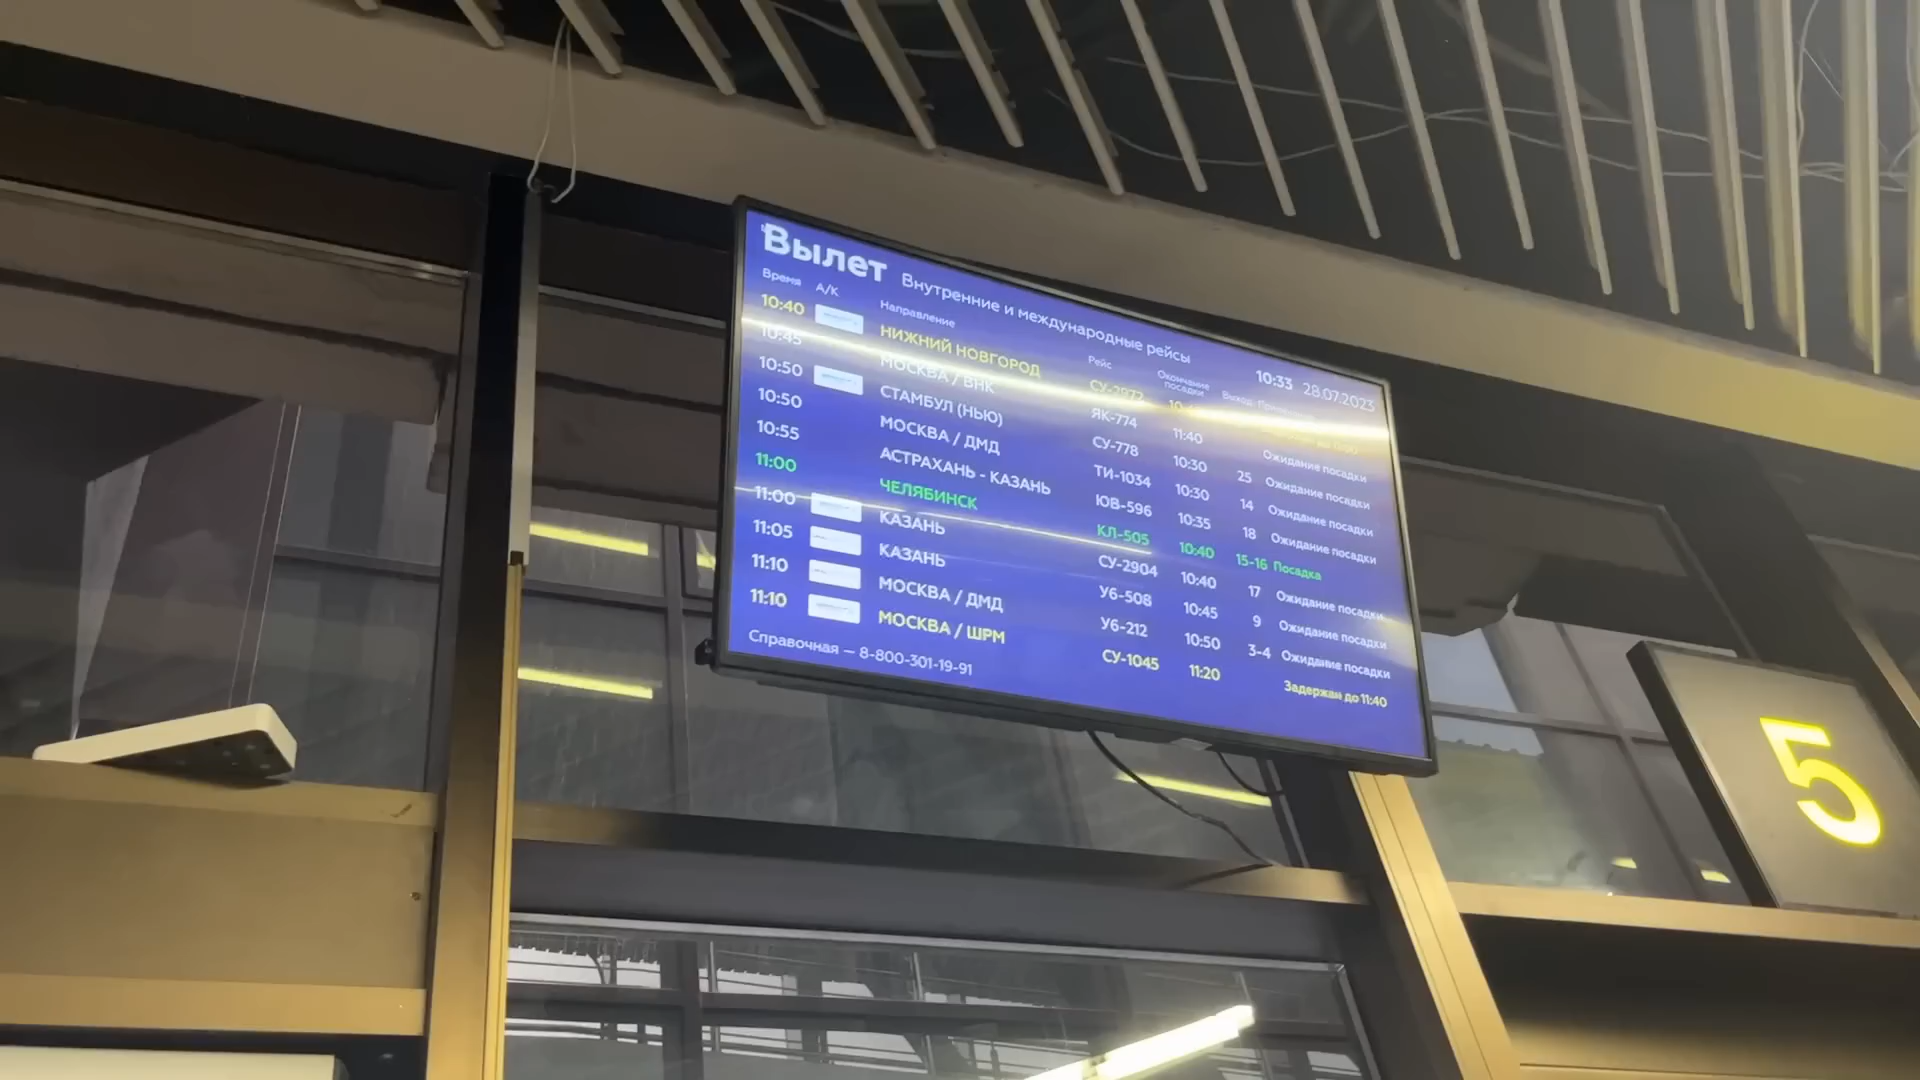 Вылет Внутренние и международные рейсы 10:33 28.07.2023
Время А/К Направление Рейс Окончание посадки Выход
10:40 НИЖНИЙ НОВГОРОД СУ-2972
10:45 МОСКВА / ВНК ЯК-774 11:40 Ожидание посадки
10:50 СТАМБУЛ (НЬЮ) СУ-778 10:30 25 Ожидание посадки
10:50 МОСКВА / ДМД ТИ-1034 10:30 14 Ожидание посадки
10:55 АСТРАХАНЬ - КАЗАНЬ ЮВ-596 10:35 18 Ожидание посадки
11:00 ЧЕЛЯБИНСК КЛ-505 10:40 15-16 Посадка
11:00 КАЗАНЬ СУ-2904 10:40 17 Ожидание посадки
11:05 КАЗАНЬ У6-508 10:45 9 Ожидание посадки
11:10 МОСКВА / ДМД У6-212 10:50 3-4 Ожидание посадки
11:10 МОСКВА / ШРМ СУ-1045 11:20 Задержан до 11:40
Справочная — 8-800-301-19-91
5